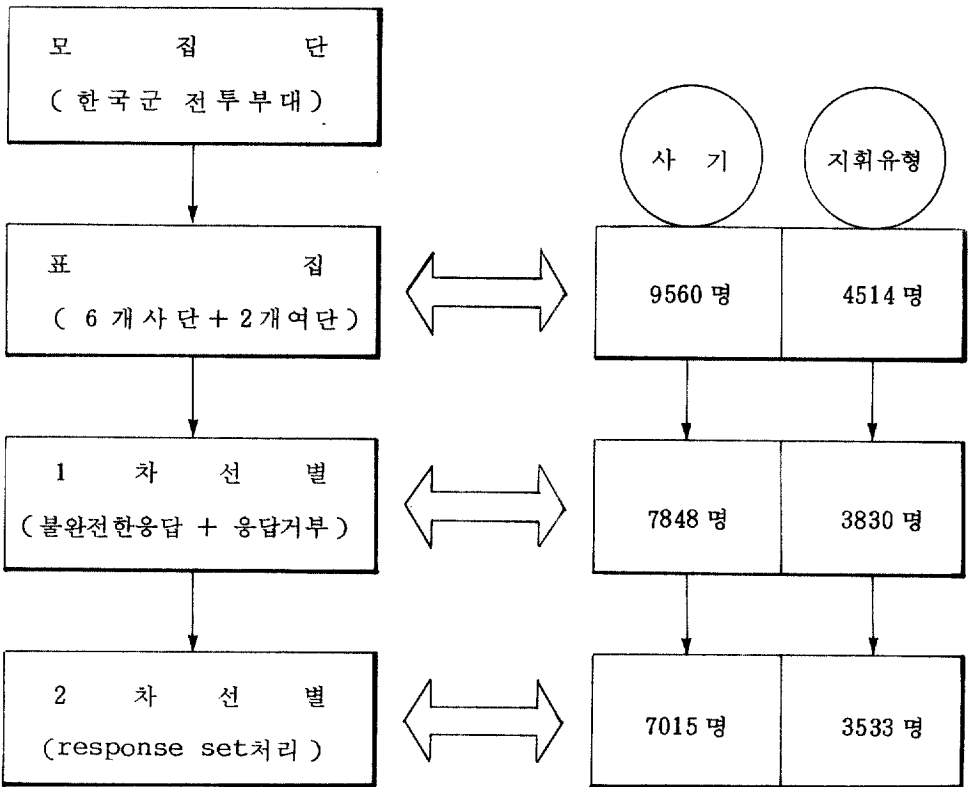 모 집 단
( 한국군 전투부대 )
사 기
지휘유형
표 집
( 6 개사단 + 2 개여단 )
9560 명
4514 명
1 차 선 별
( 불완전한응답 + 응답거부 )
7848 명
3830 명
2 차 선 별
(response set처리 )
7015 명
3533 명